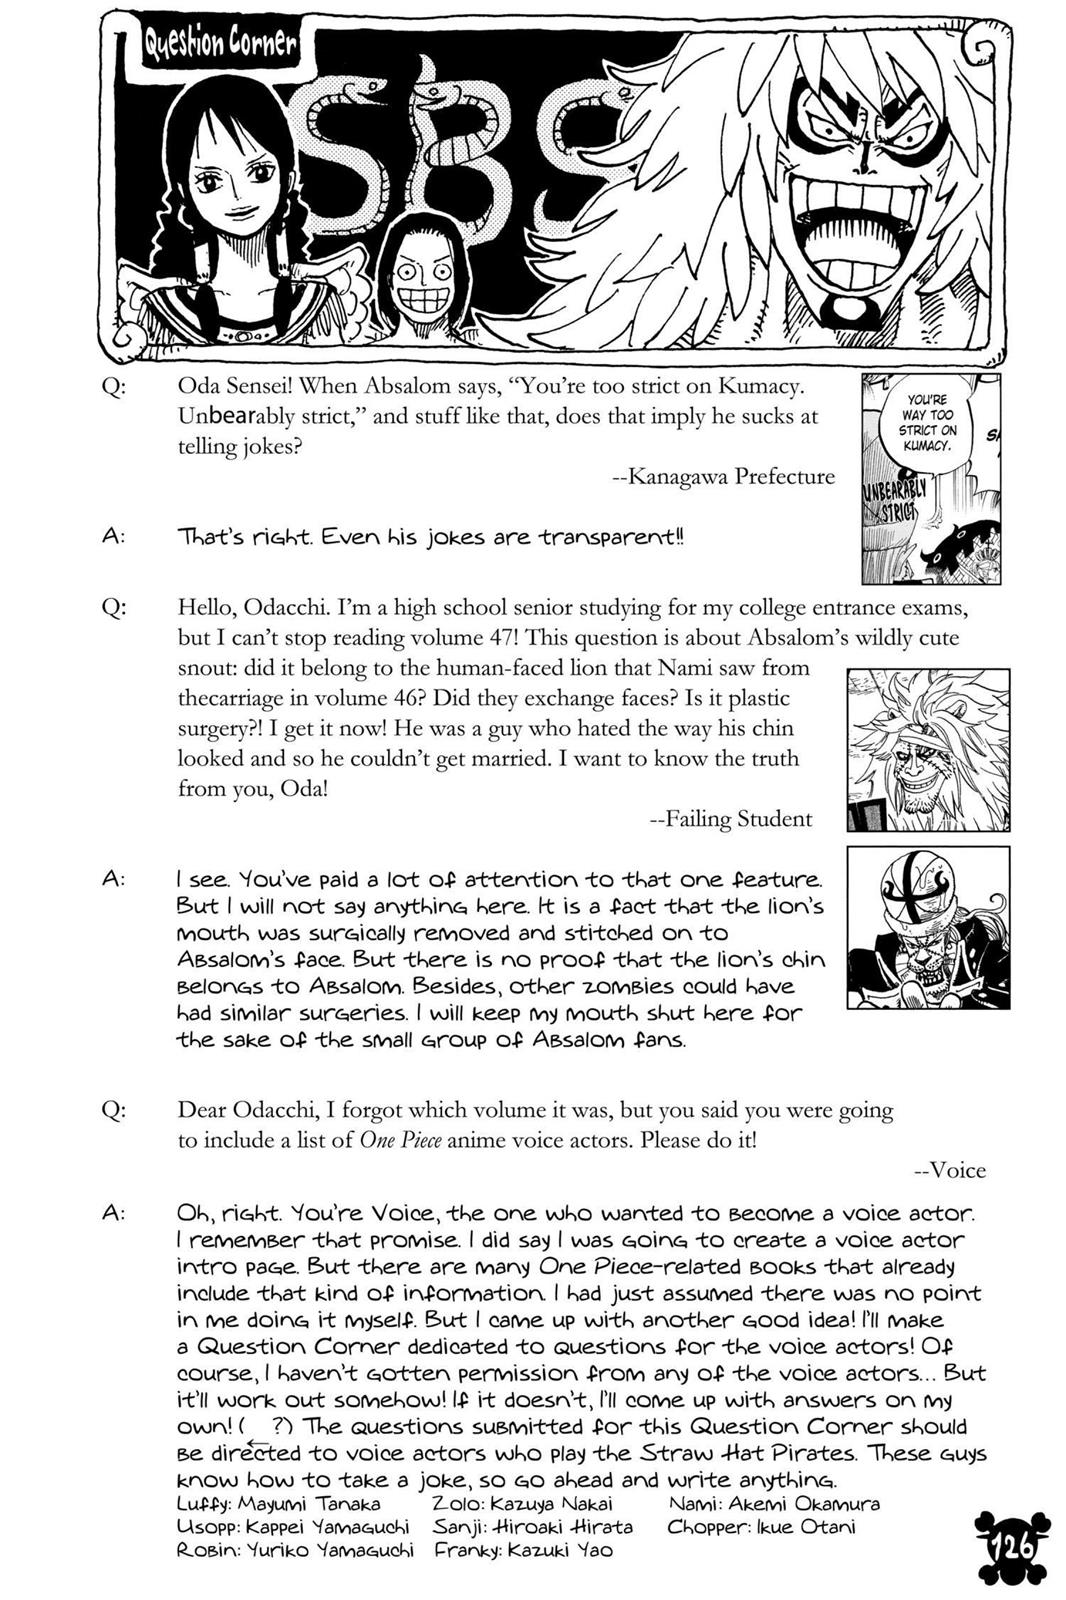 Question Corner
SBS
Q: Oda Sensei! When Absalom says, “You’re too strict on Kumacy.
Unbearably strict,” and stuff like that, does that imply he sucks at
telling jokes?
--Kanagawa Prefecture
YOU'RE
WAY TOO
STRICT ON
KUMACY.
UNBEARABLY
STRICT
A: That's right. Even his jokes are transparent!!
Q: Hello, Odacchi. I’m a high school senior studying for my college entrance exams,
but I can’t stop reading volume 47! This question is about Absalom’s wildly cute
snout: did it belong to the human-faced lion that Nami saw from
thecarriage in volume 46? Did they exchange faces? Is it plastic
surgery?! I get it now! He was a guy who hated the way his chin
looked and so he couldn’t get married. I want to know the truth
from you, Oda!
--Failing Student
A: I see. You've paid a lot of attention to that one feature.
But I will not say anything here. It is a fact that the lion's
mouth was surgically removed and stitched on to
Absalom's face. But there is no proof that the lion's chin
belongs to Absalom. Besides, other zombies could have
had similar surgeries. I will keep my mouth shut here for
the sake of the small group of Absalom fans.
Q: Dear Odacchi, I forgot which volume it was, but you said you were going
to include a list of One Piece anime voice actors. Please do it!
--Voice
A: Oh, right. You're Voice, the one who wanted to become a voice actor.
I remember that promise. I did say I was going to create a voice actor
intro page. But there are many One Piece-related books that already
include that kind of information. I had just assumed there was no point
in me doing it myself. But I came up with another good idea! I'll make
a Question Corner dedicated to questions for the voice actors! Of
course, I haven't gotten permission from any of the voice actors... But
it'll work out somehow! If it doesn't, I'll come up with answers on my
own! ( ?) The questions submitted for this Question Corner should
be directed to voice actors who play the Straw Hat Pirates. These guys
know how to take a joke, so go ahead and write anything.
Luffy: Mayumi Tanaka Zolo: Kazuya Nakai Nami: Akemi Okamura
Usopp: Kappei Yamaguchi Sanji: Hiroaki Hirata Chopper: Ikue Otani
Robin: Yuriko Yamaguchi Franky: Kazuki Yao
126